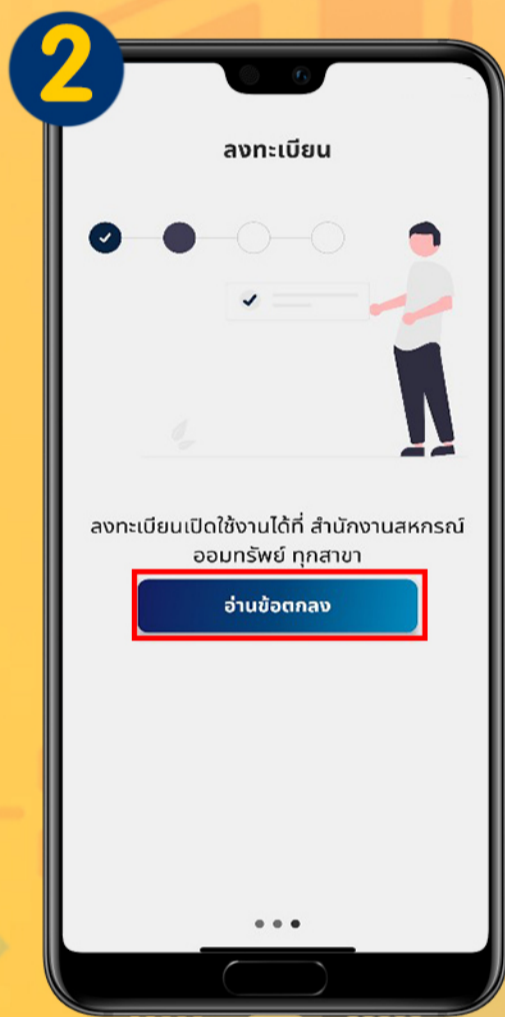 2
ลงทะเบียน
ลงทะเบียนเปิดใช้งานได้ที่ สำนักงานสหกรณ์
ออมทรัพย์ ทุกสาขา
อ่านข้อตกลง